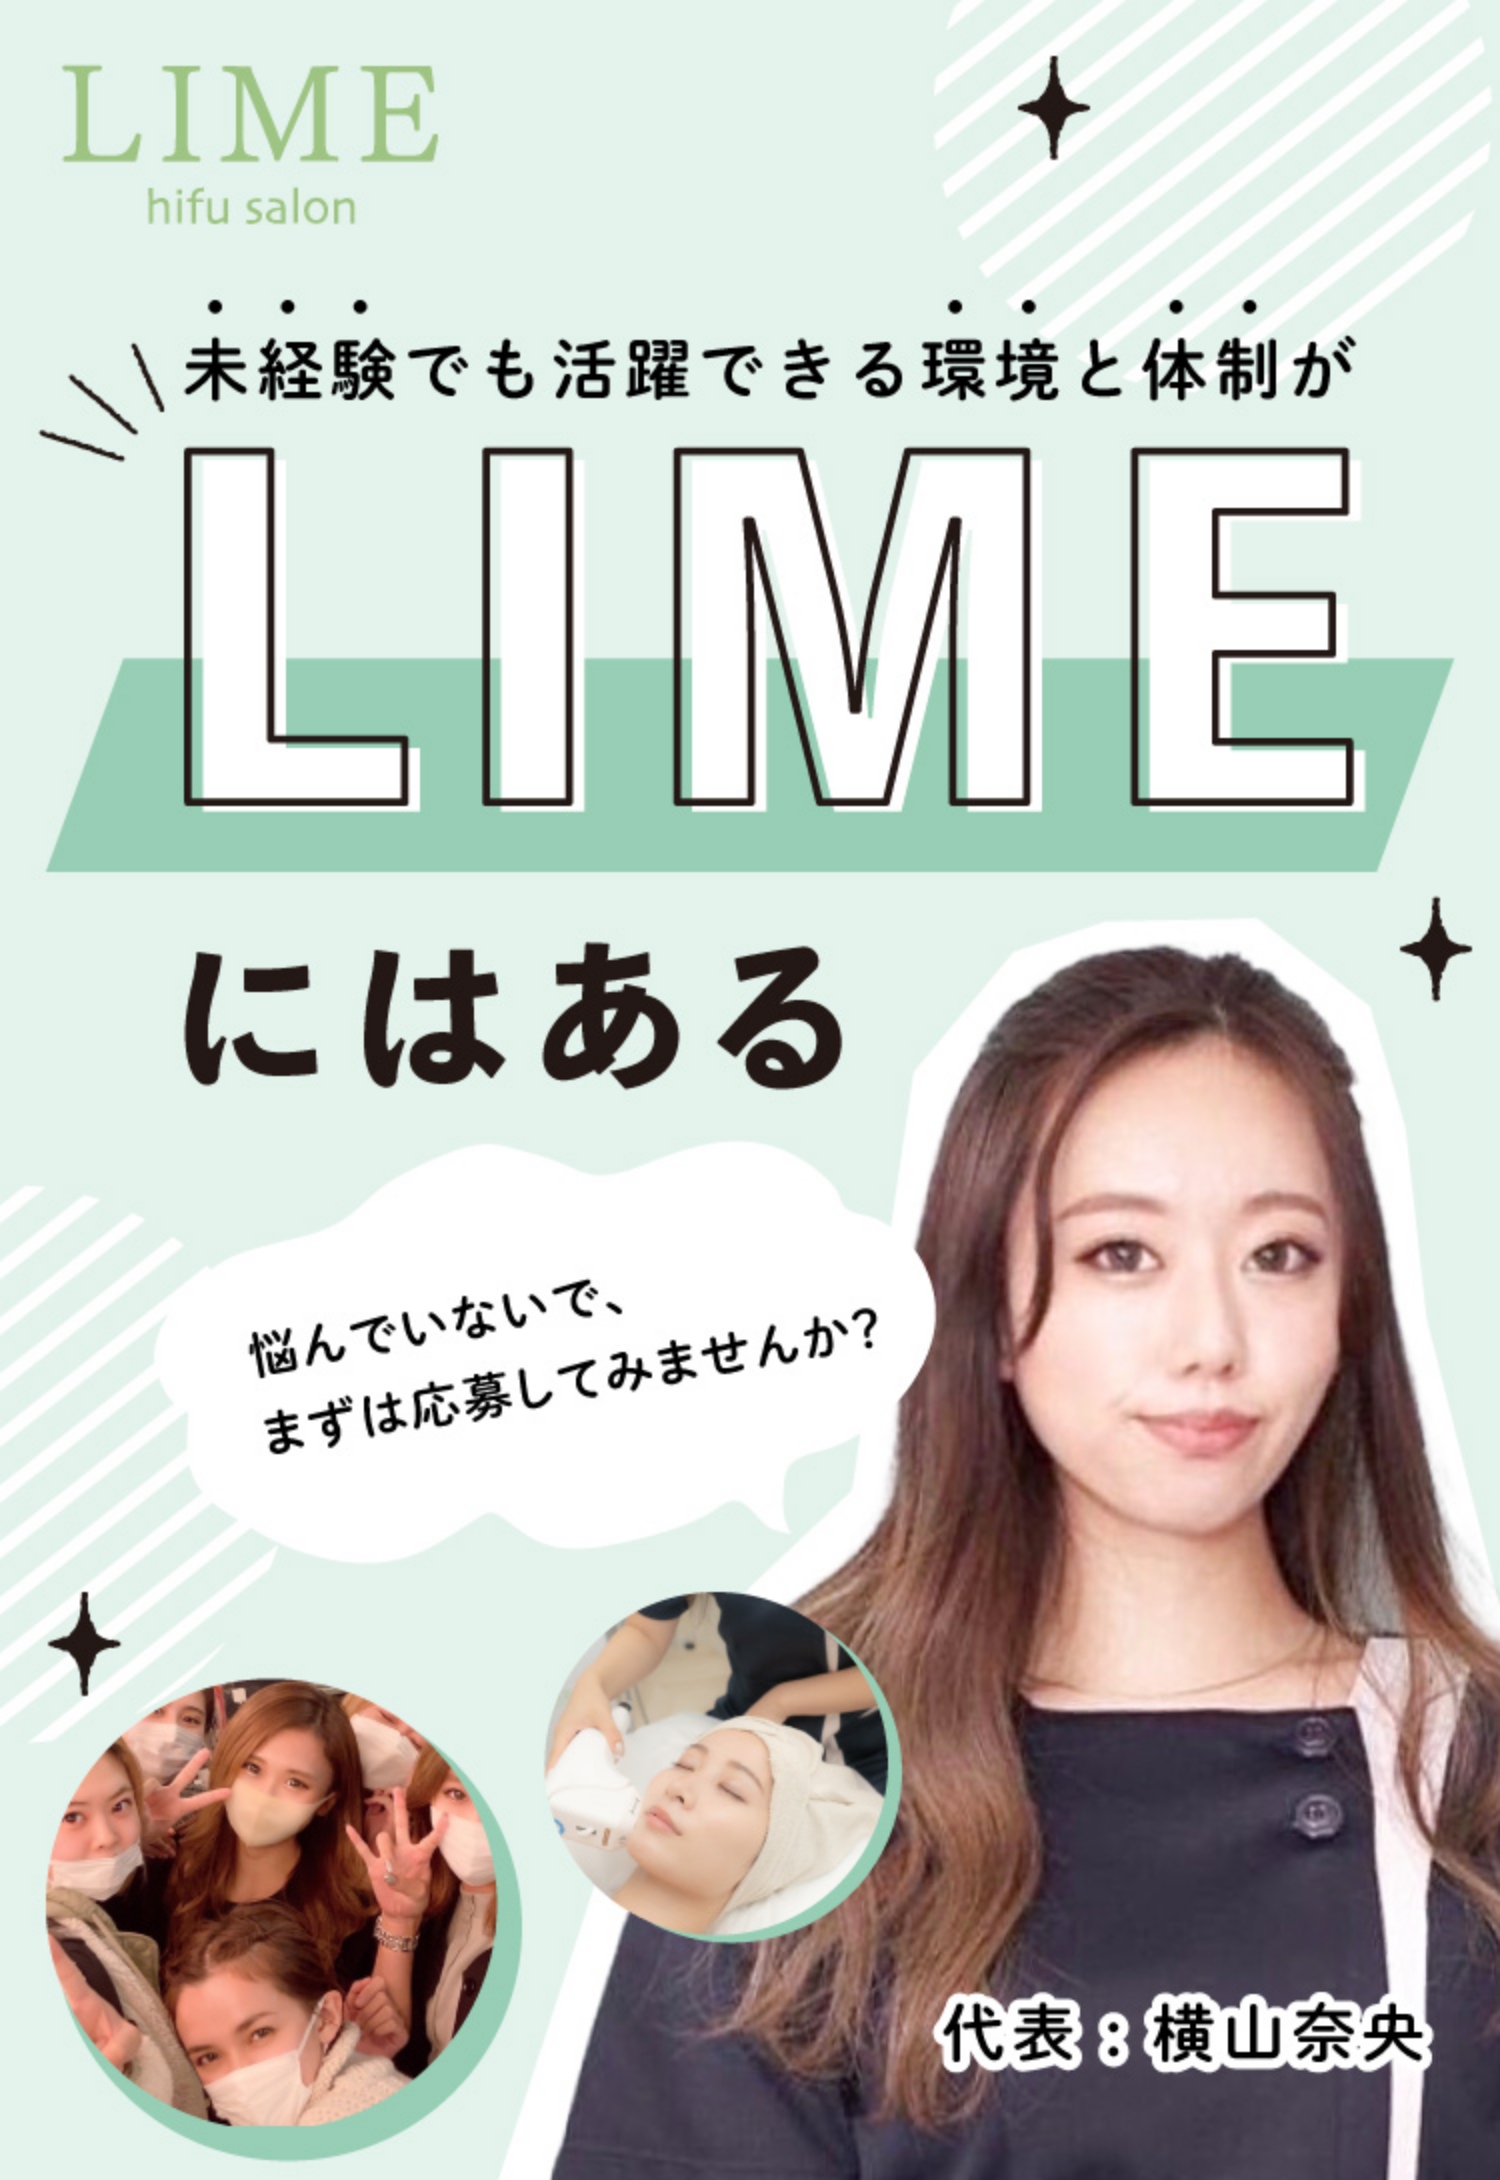 LIME
hifu salon
未経験でも活躍できる環境と体制が
LIME
にはある
悩んでいないで、
まずは応募してみませんか?
代表：横山奈央